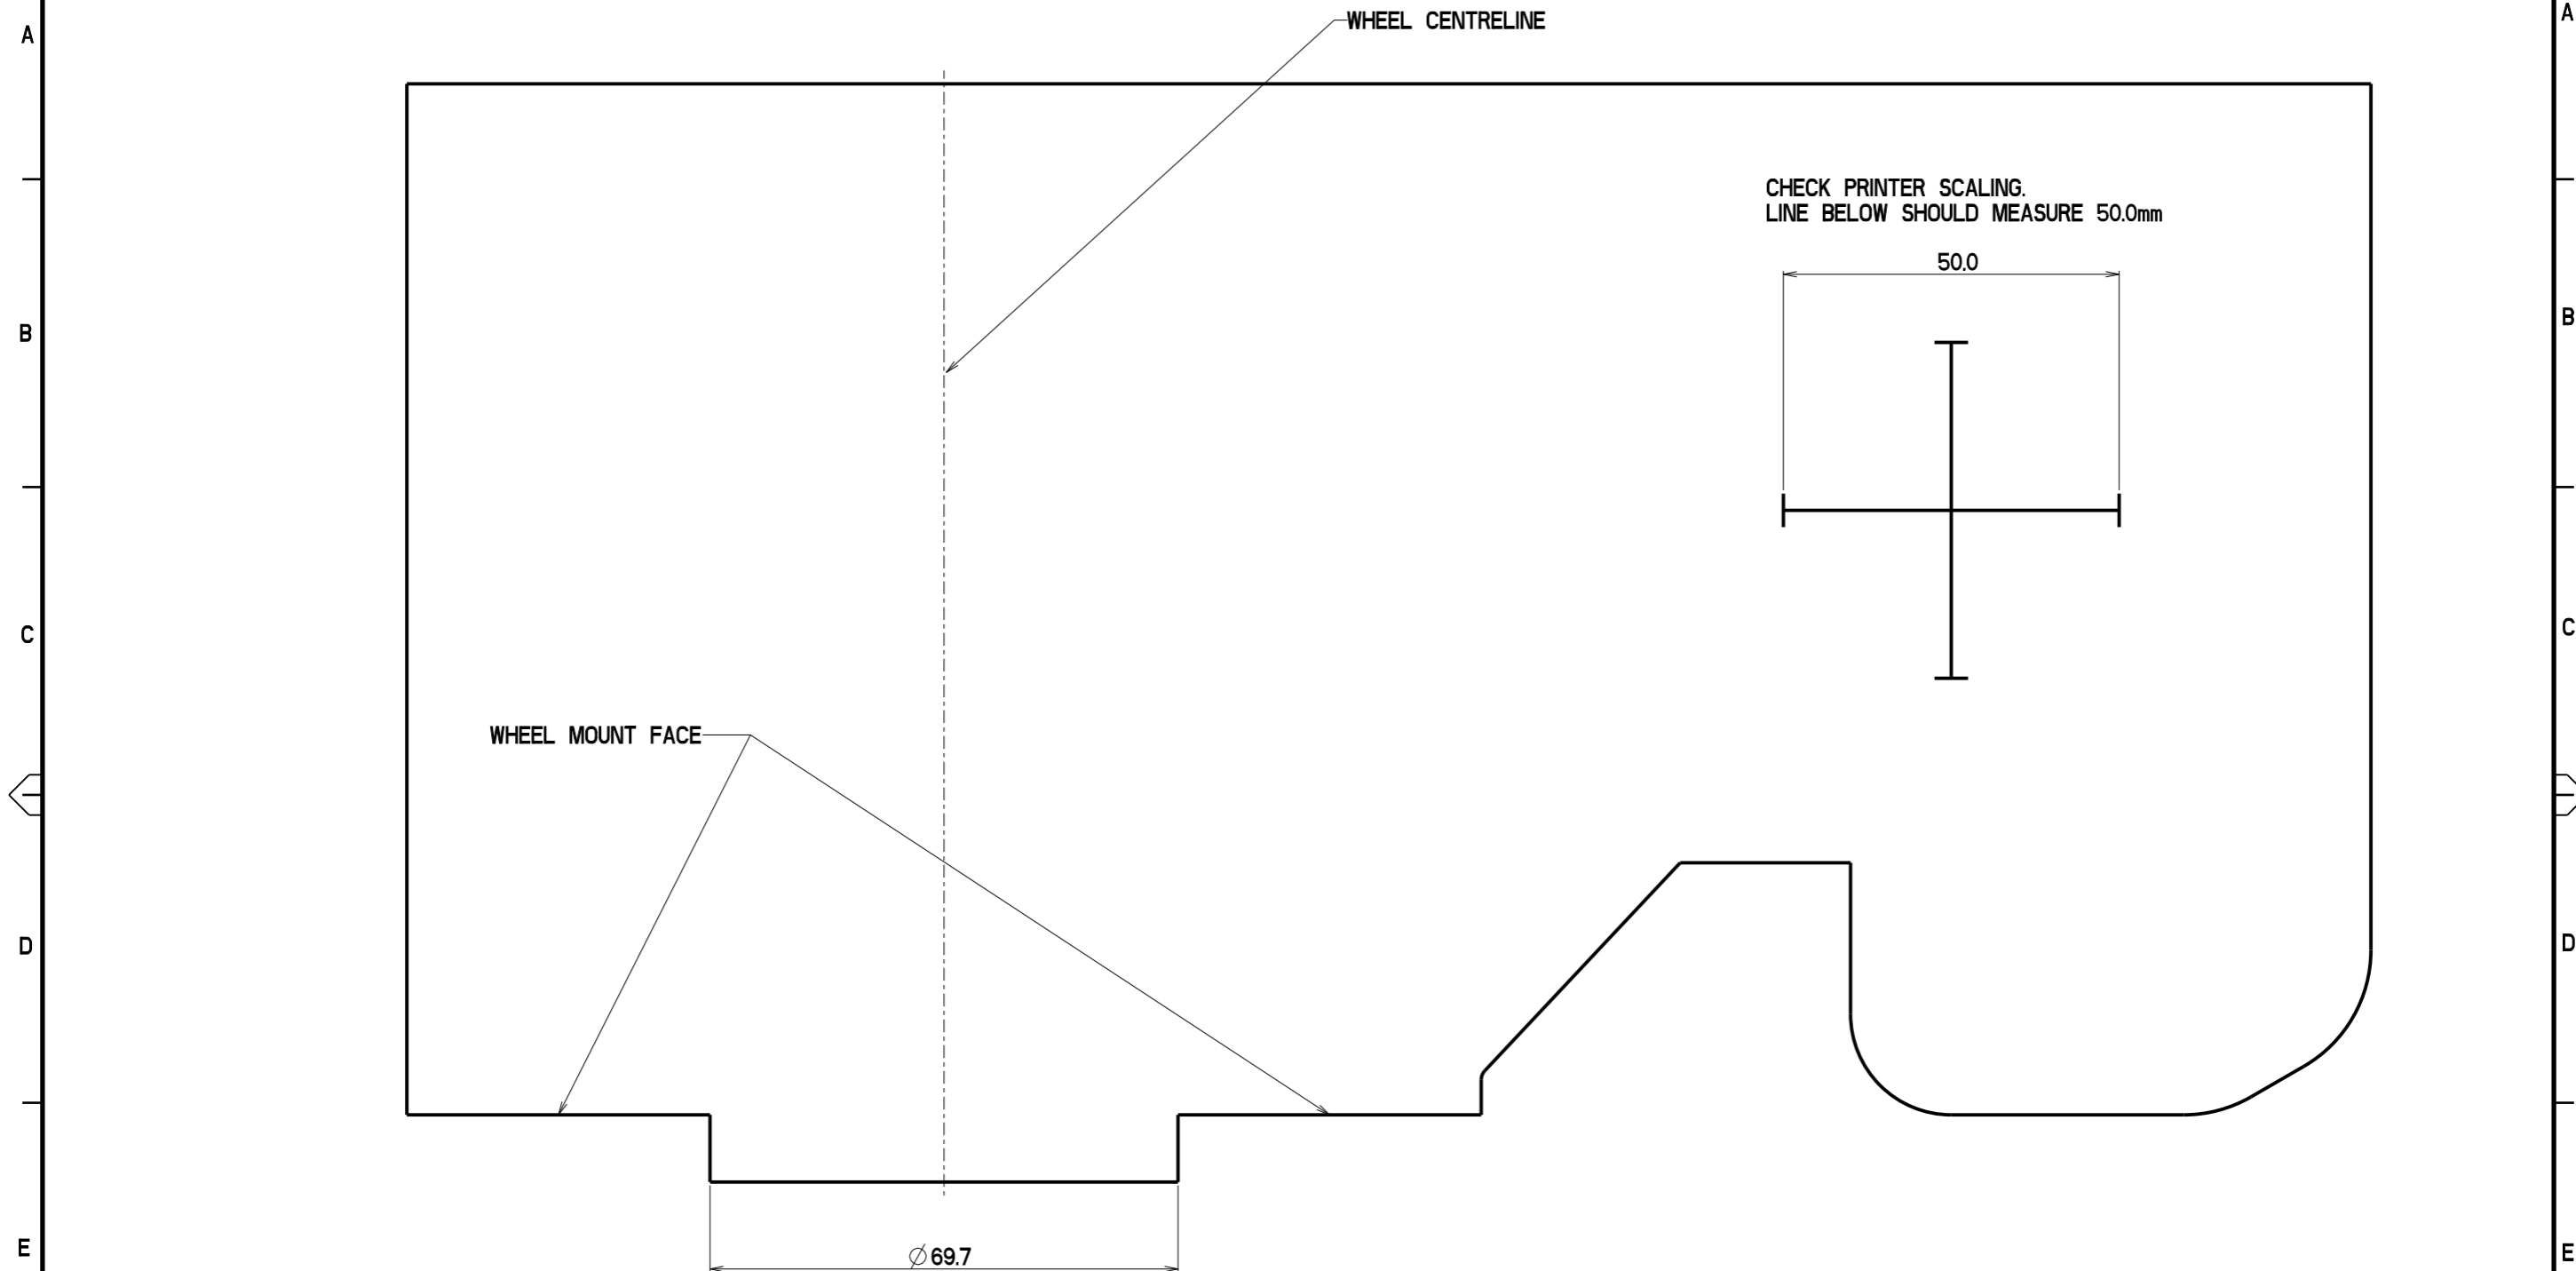 A
A
WHEEL CENTRELINE
CHECK PRINTER SCALING.
LINE BELOW SHOULD MEASURE 50.0mm
50.0
B
B
C
C
WHEEL MOUNT FACE
D
D
E
E
⌀69.7